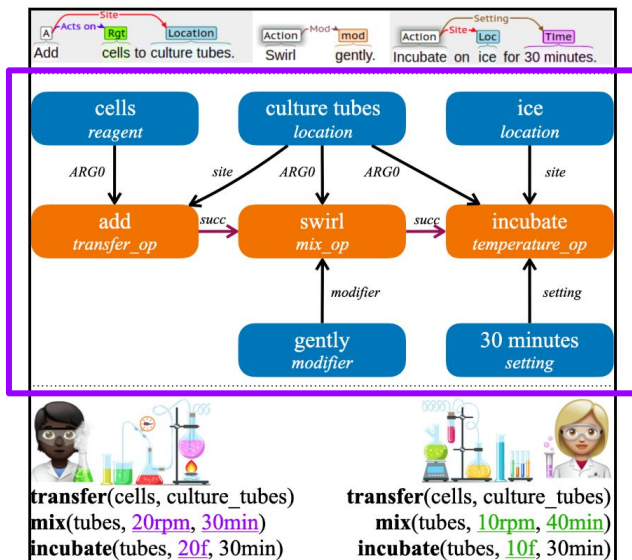 Site
Acts on
A Rgt Location
Add cells to culture tubes.
Mod
Action mod
Swirl gently.
Setting
Site
Action Loc Time
Incubate on ice for 30 minutes.
cells
reagent
culture tubes
location
ice
location
ARG0 site ARG0 ARG0 site
add
transfer_op
succ
swirl
mix_op
succ
incubate
temperature_op
modifier setting
gently
modifier
30 minutes
setting
transfer(cells, culture_tubes)
mix(tubes, 20rpm, 30min)
incubate(tubes, 20f, 30min)
transfer(cells, culture_tubes)
mix(tubes, 10rpm, 40min)
incubate(tubes, 10f, 30min)